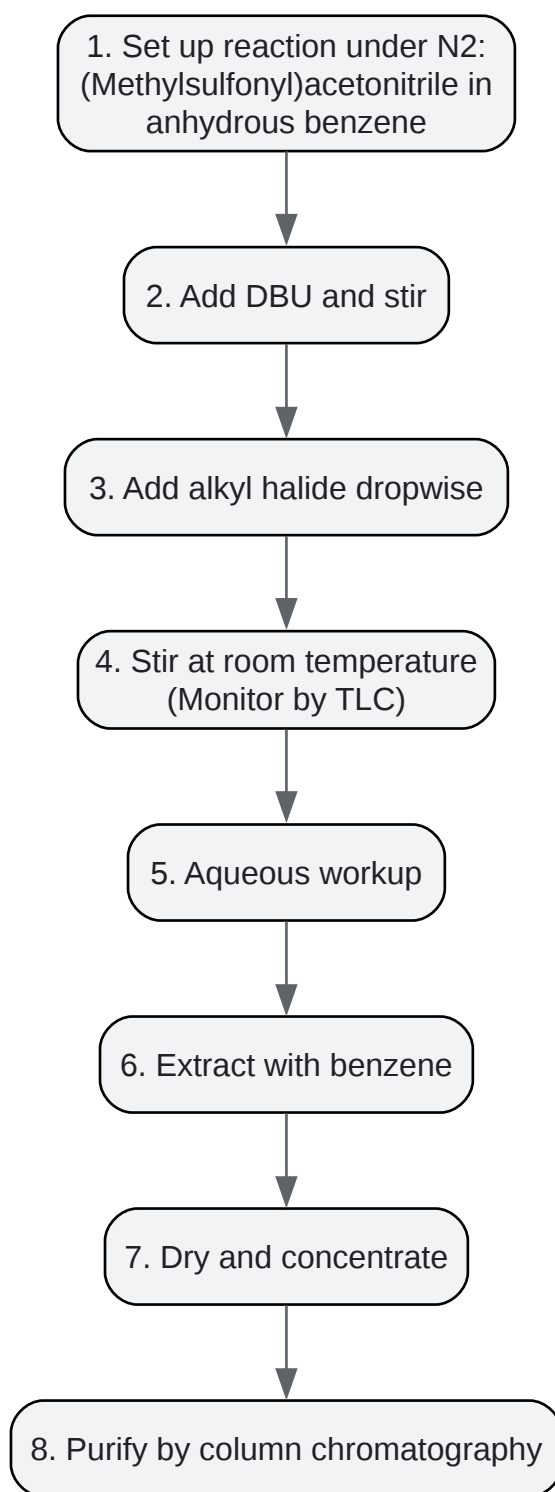 1. Set up reaction under N2:
(Methylsulfonyl)acetonitrile in
anhydrous benzene
2. Add DBU and stir
3. Add alkyl halide dropwise
4. Stir at room temperature
(Monitor by TLC)
5. Aqueous workup
6. Extract with benzene
7. Dry and concentrate
8. Purify by column chromatography